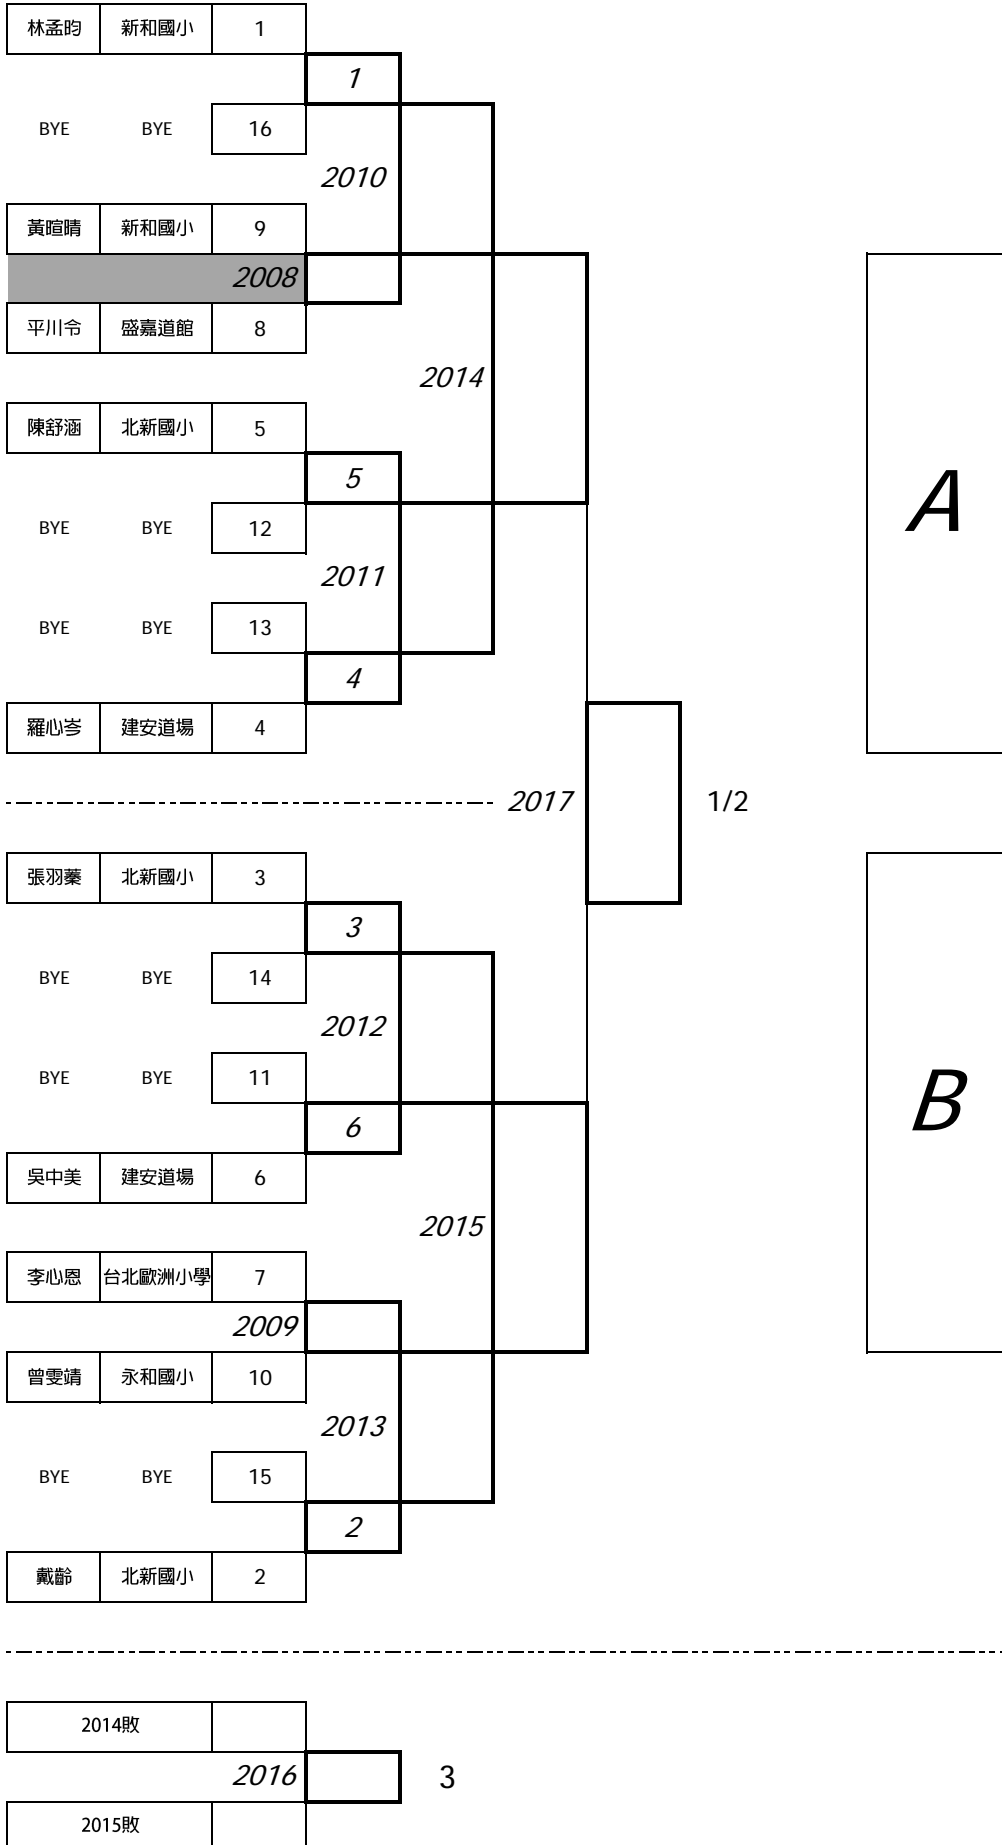 林孟昀 新和國小 1
1
BYE BYE 16
2010
黃暄晴 新和國小 9
2008
平川令 盛嘉道館 8
2014
陳舒涵 北新國小 5
5
A
BYE BYE 12
2011
BYE BYE 13
4
羅心岑 建安道場 4
2017 1/2
張羽蓁 北新國小 3
3
BYE BYE 14
2012
BYE BYE 11
B
6
吳中美 建安道場 6
2015
李心恩 台北歐洲小學 7
2009
曾雯靖 永和國小 10
2013
BYE BYE 15
2
戴齡 北新國小 2
2014敗
2016 3
2015敗